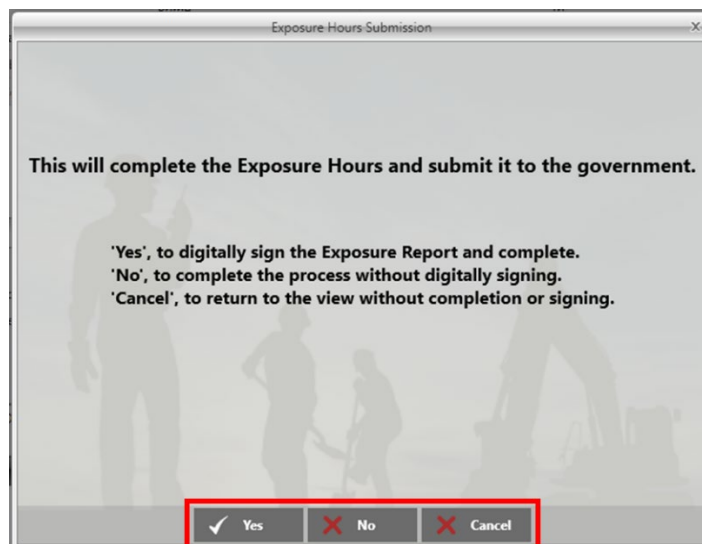 Exposure Hours Submission
This will complete the Exposure Hours and submit it to the government.
'Yes', to digitally sign the Exposure Report and complete.
'No', to complete the process without digitally signing.
'Cancel', to return to the view without completion or signing.
Yes No Cancel